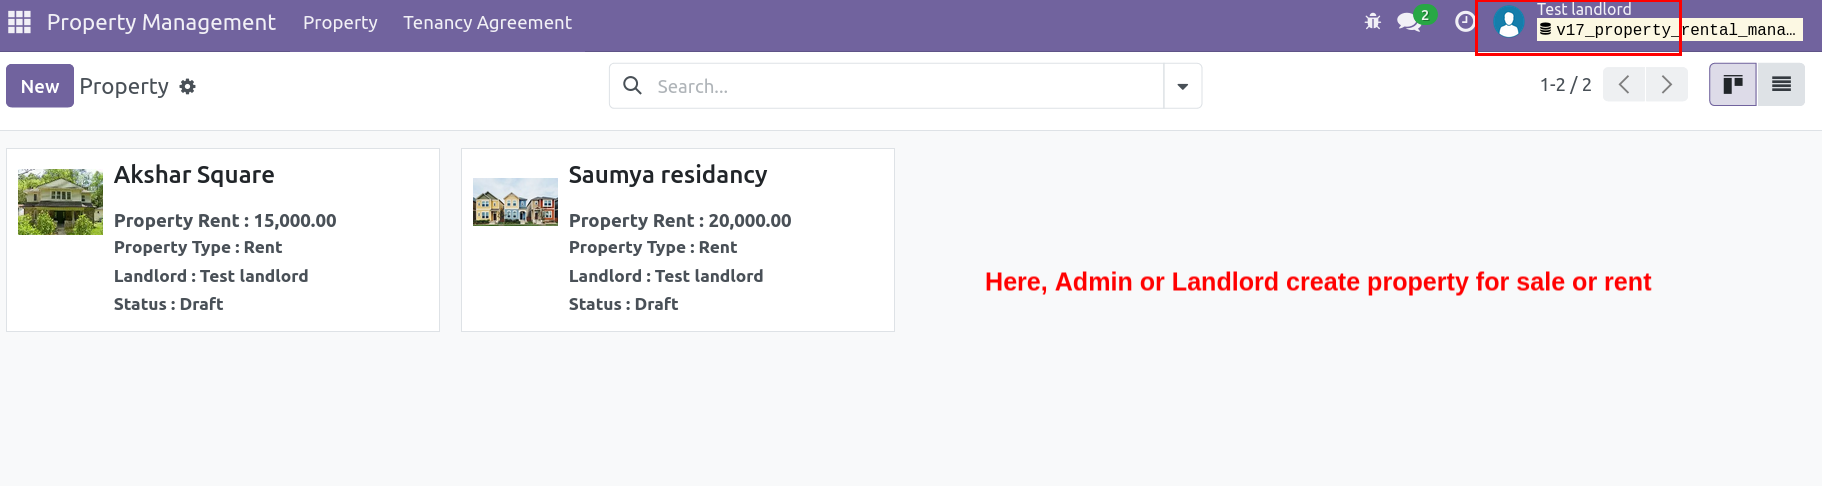 Property Management Property Tenancy Agreement 2 Test landlord
v17_property_rental_mana...
New Property Search... 1-2 / 2
Akshar Square
Property Rent : 15,000.00
Property Type : Rent
Landlord : Test landlord
Status : Draft
Saumya residancy
Property Rent : 20,000.00
Property Type : Rent
Landlord : Test landlord
Status : Draft
Here, Admin or Landlord create property for sale or rent